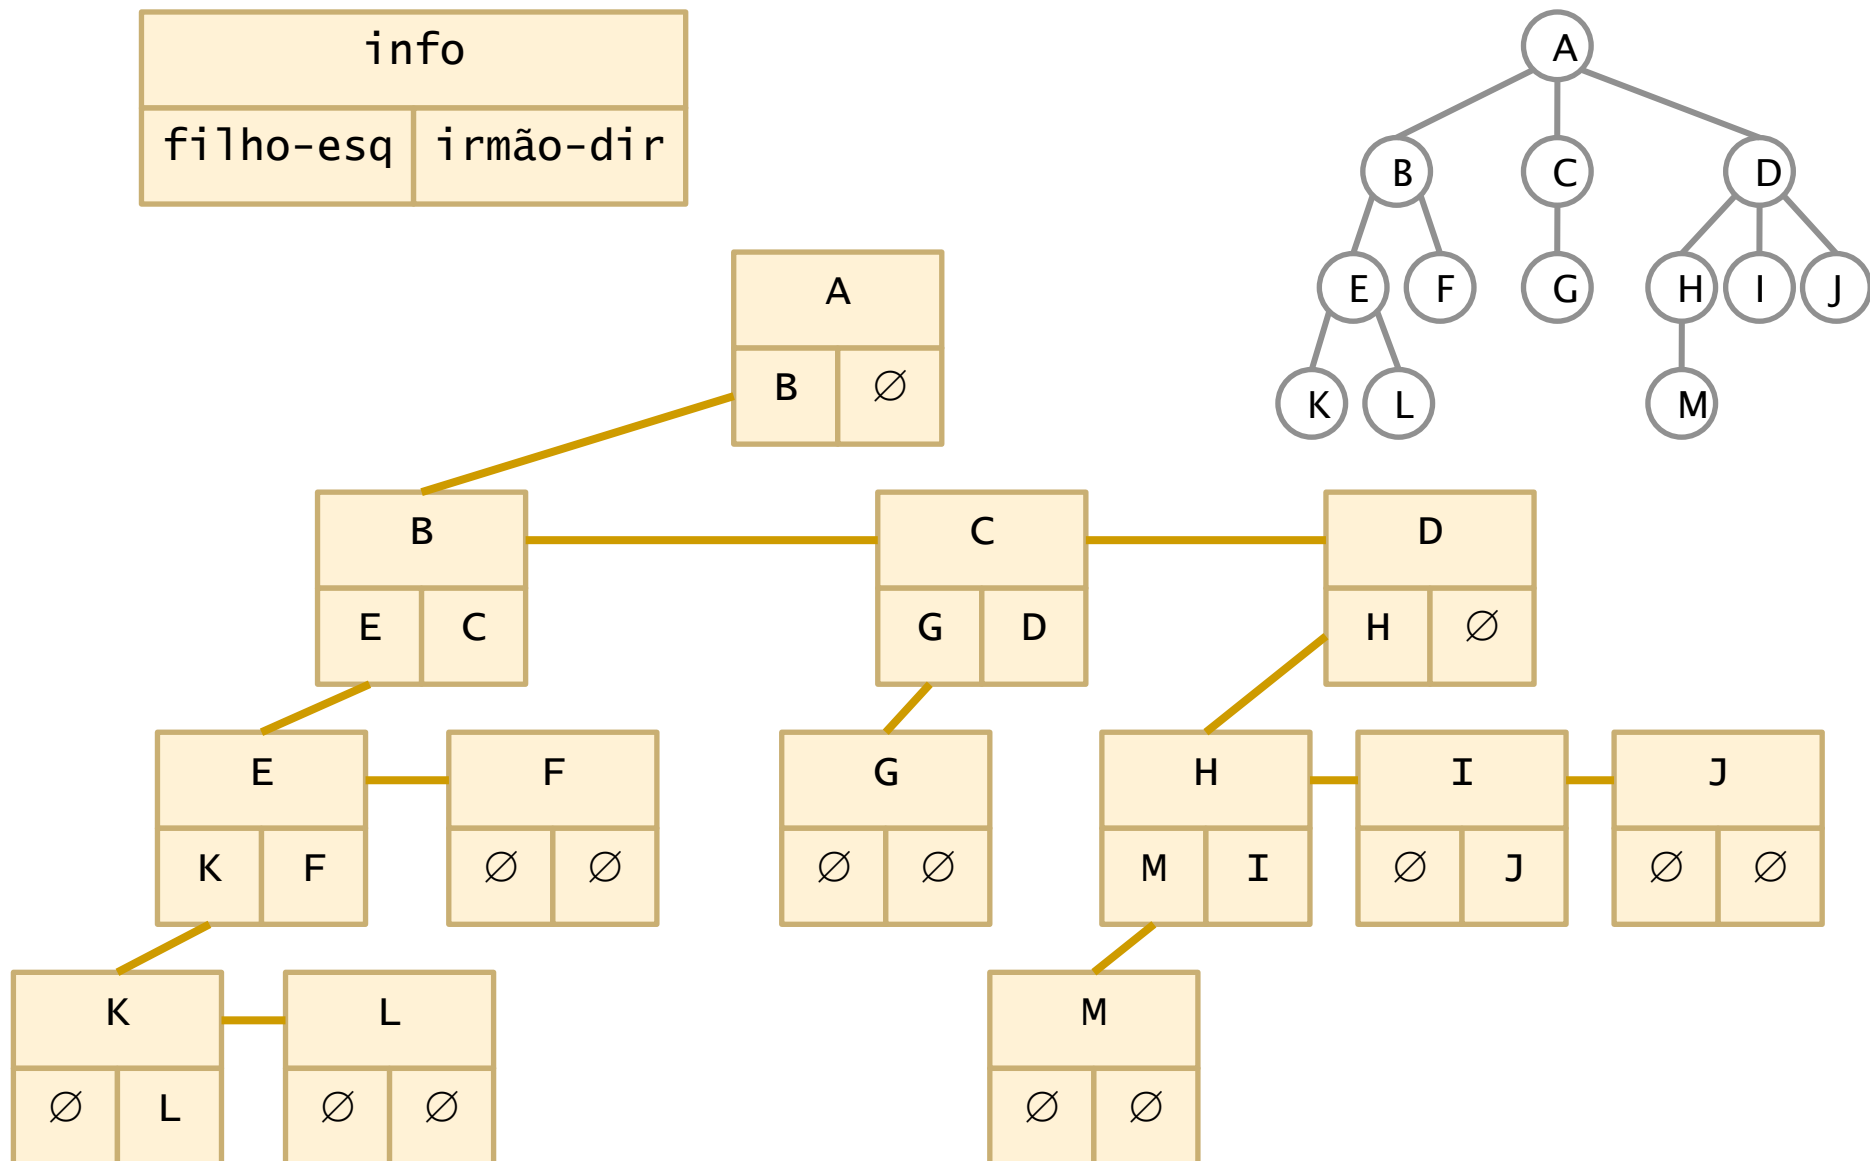 info
filho-esq irmão-dir
A
B C D
E F G H I J
K L M
A
B ∅
B C D
E C G D H ∅
E F G H I J
K F ∅ ∅ ∅ ∅ M I ∅ J ∅ ∅
K L M
∅ L ∅ ∅ ∅ ∅